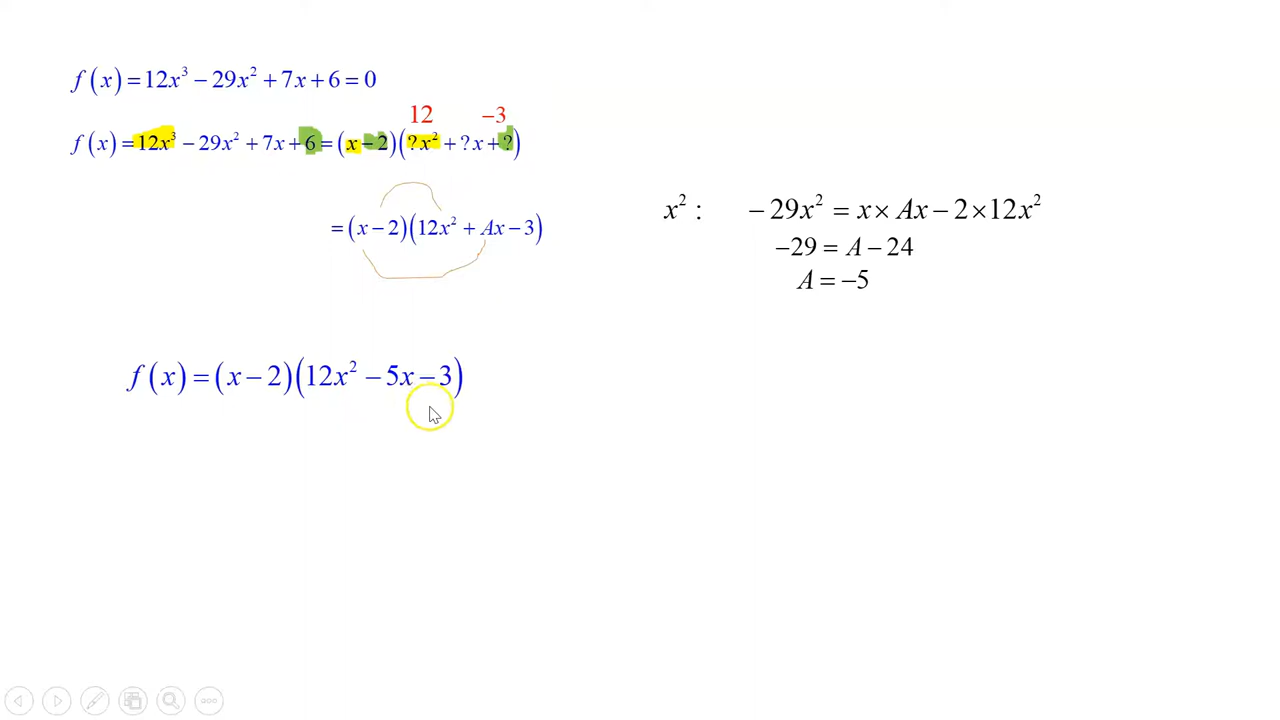 f(x) = 12x³ − 29x² + 7x + 6 = 0
12 −3
f(x) = 12x³ − 29x² + 7x + 6 = (x − 2)(?x² + ?x + ?)
= (x − 2)(12x² + Ax − 3)
x² : −29x² = x × Ax − 2 × 12x²
−29 = A − 24
A = −5
f(x) = (x − 2)(12x² − 5x − 3)